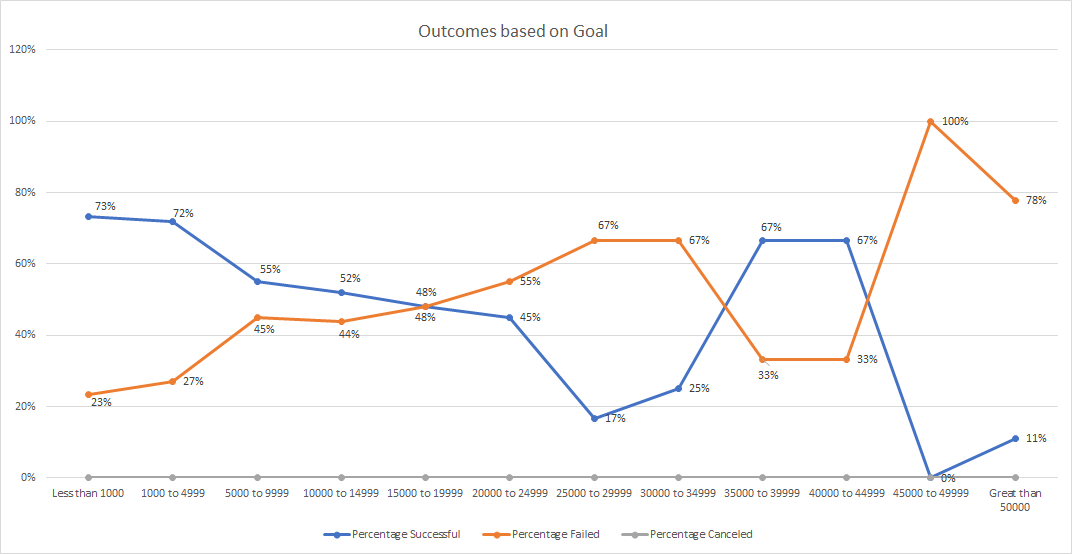 Outcomes based on Goal
120%
100%
80%
60%
40%
20%
0%
73%
72%
55%
52%
48%
45%
17%
25%
67%
67%
0%
11%
23%
27%
45%
44%
48%
55%
67%
67%
33%
33%
100%
78%
Less than 1000
1000 to 4999
5000 to 9999
10000 to 14999
15000 to 19999
20000 to 24999
25000 to 29999
30000 to 34999
35000 to 39999
40000 to 44999
45000 to 49999
Great than
50000
Percentage Successful
Percentage Failed
Percentage Canceled